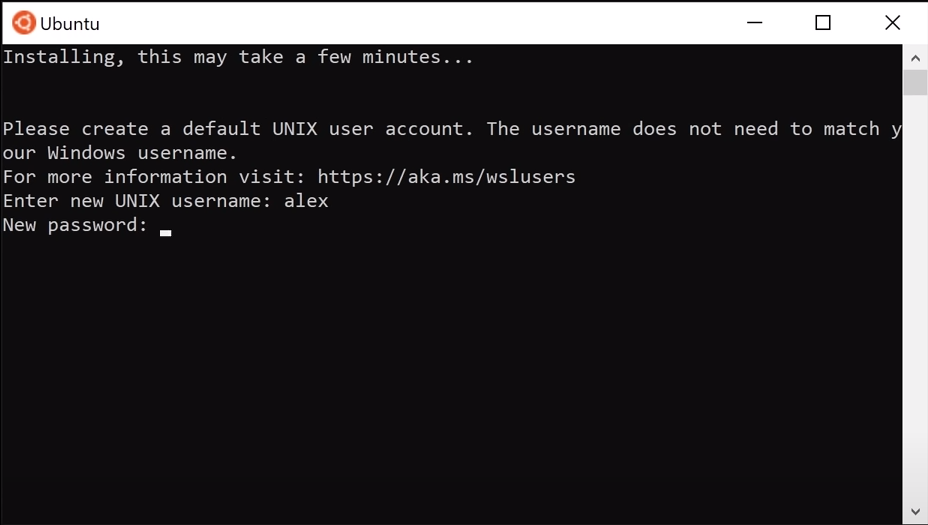 Ubuntu
Installing, this may take a few minutes...
Please create a default UNIX user account. The username does not need to match y
our Windows username.
For more information visit: https://aka.ms/wslusers
Enter new UNIX username: alex
New password: